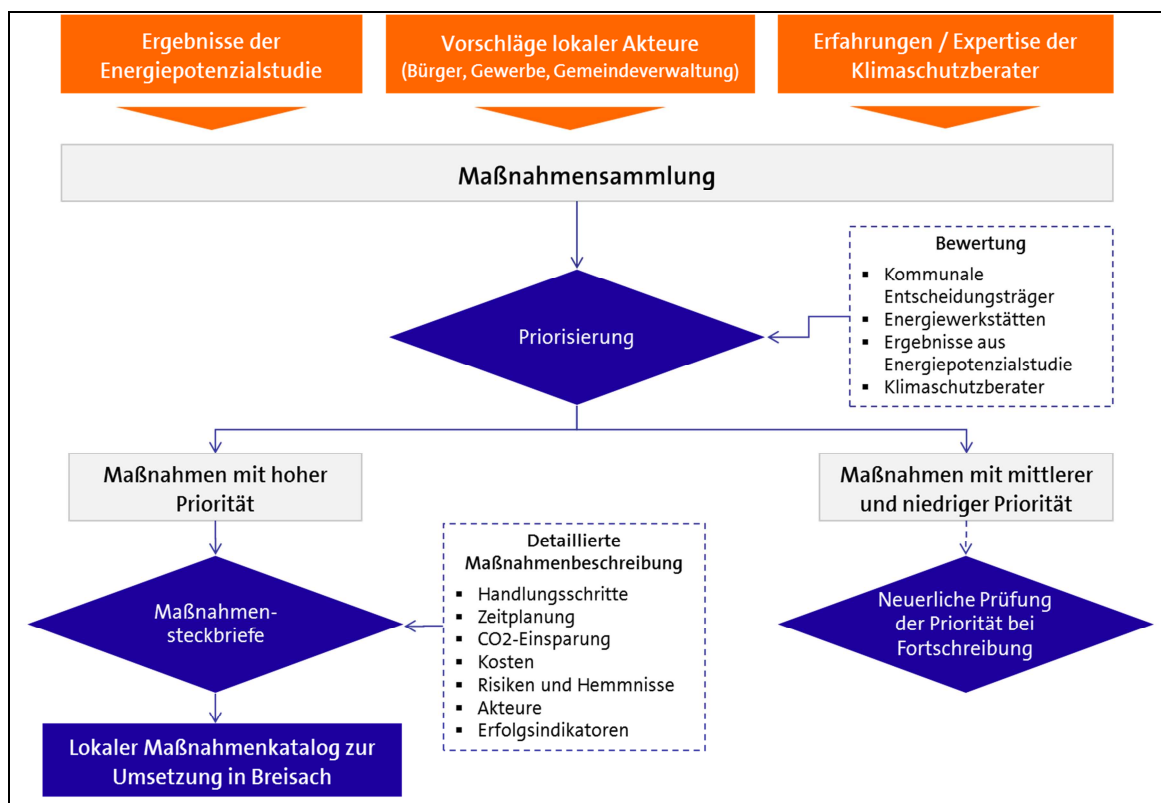 Ergebnisse der
Energiepotenzialstudie
Vorschläge lokaler Akteure
(Bürger, Gewerbe, Gemeindeverwaltung)
Erfahrungen / Expertise der
Klimaschutzberater
Maßnahmensammlung
Bewertung
▪ Kommunale
Entscheidungsträger
▪ Energiewerkstätten
▪ Ergebnisse aus
Energiepotenzialstudie
▪ Klimaschutzberater
Priorisierung
Maßnahmen mit hoher
Priorität
Maßnahmen mit mittlerer
und niedriger Priorität
Detaillierte
Maßnahmenbeschreibung
▪ Handlungsschritte
▪ Zeitplanung
▪ CO2-Einsparung
▪ Kosten
▪ Risiken und Hemmnisse
▪ Akteure
▪ Erfolgsindikatoren
Maßnahmen-
steckbriefe
Neuerliche Prüfung
der Priorität bei
Fortschreibung
Lokaler Maßnahmenkatalog zur
Umsetzung in Breisach